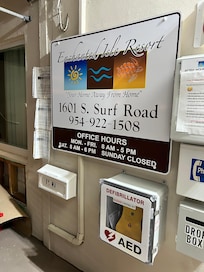 Enchanted Isle Resort
"Your Home Away From Home"
1601 S. Surf Road
954-922-1508
OFFICE HOURS
MON. - FRI. 8 AM - 5 PM
SAT. 8 AM - 6 PM SUNDAY CLOSED
DEFIBRILLATOR
AED
DROP
BOX